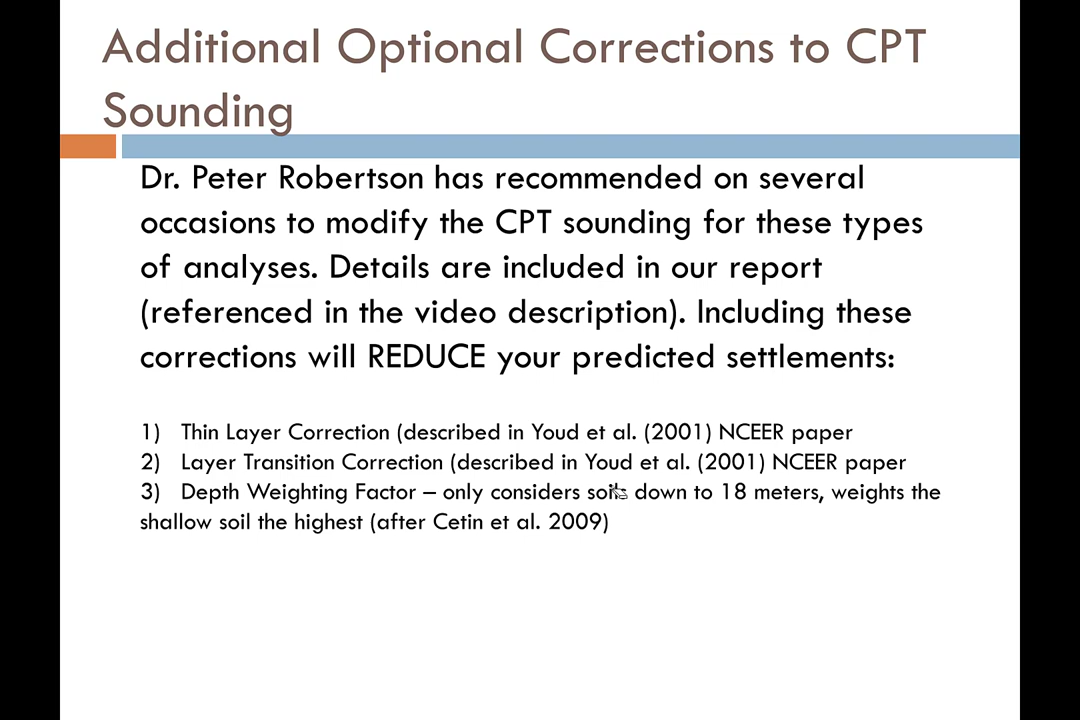 Additional Optional Corrections to CPT
Sounding
Dr. Peter Robertson has recommended on several
occasions to modify the CPT sounding for these types
of analyses. Details are included in our report
(referenced in the video description). Including these
corrections will REDUCE your predicted settlements:
1) Thin Layer Correction (described in Youd et al. (2001) NCEER paper
2) Layer Transition Correction (described in Youd et al. (2001) NCEER paper
3) Depth Weighting Factor – only considers soils down to 18 meters, weights the
shallow soil the highest (after Cetin et al. 2009)